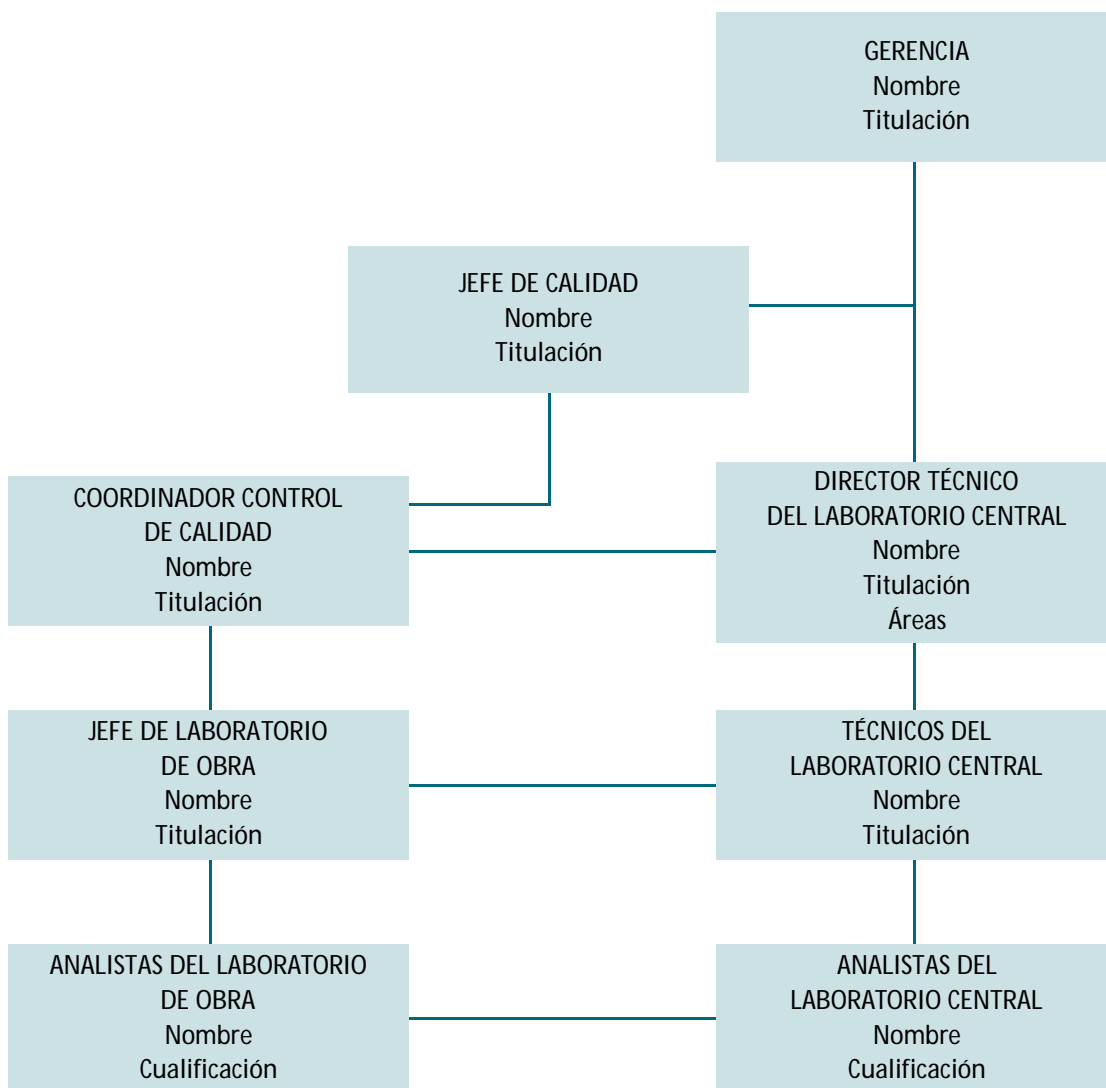 GERENCIA
Nombre
Titulación
JEFE DE CALIDAD
Nombre
Titulación
COORDINADOR CONTROL
DE CALIDAD
Nombre
Titulación
DIRECTOR TÉCNICO
DEL LABORATORIO CENTRAL
Nombre
Titulación
Áreas
JEFE DE LABORATORIO
DE OBRA
Nombre
Titulación
TÉCNICOS DEL
LABORATORIO CENTRAL
Nombre
Titulación
ANALISTAS DEL LABORATORIO
DE OBRA
Nombre
Cualificación
ANALISTAS DEL
LABORATORIO CENTRAL
Nombre
Cualificación